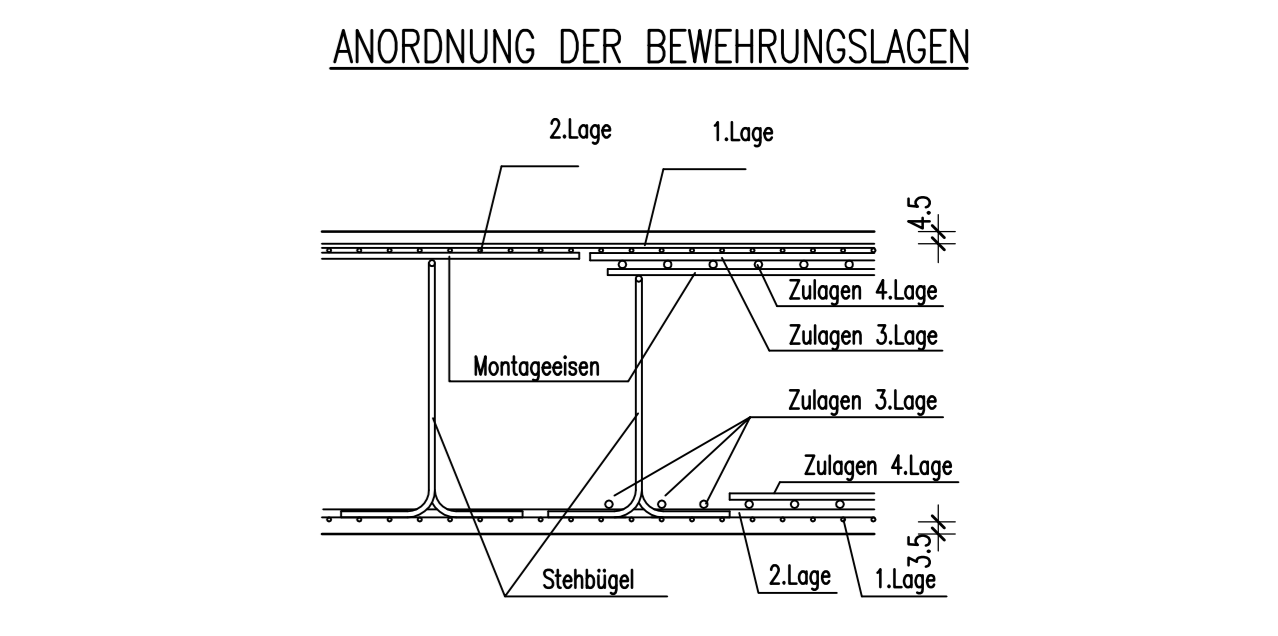 ANORDNUNG DER BEWEHRUNGSLAGEN
2.Lage
1.Lage
4.5
Zulagen 4.Lage
Zulagen 3.Lage
Montageeisen
Zulagen 3.Lage
Zulagen 4.Lage
3.5
Stehbügel
2.Lage
1.Lage